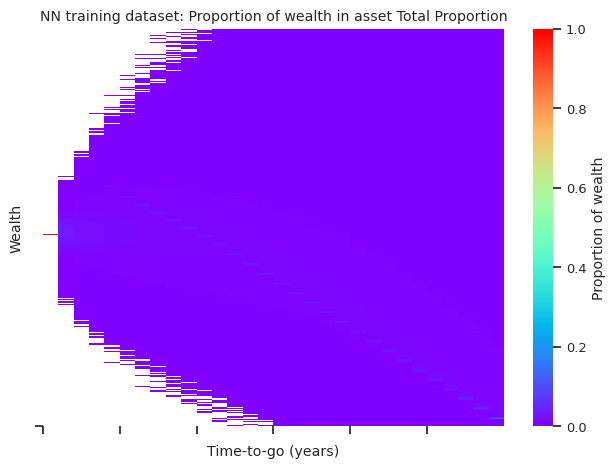 NN training dataset: Proportion of wealth in asset Total Proportion
Wealth
Time-to-go (years)
1.0
0.8
0.6
0.4
0.2
0.0
Proportion of wealth